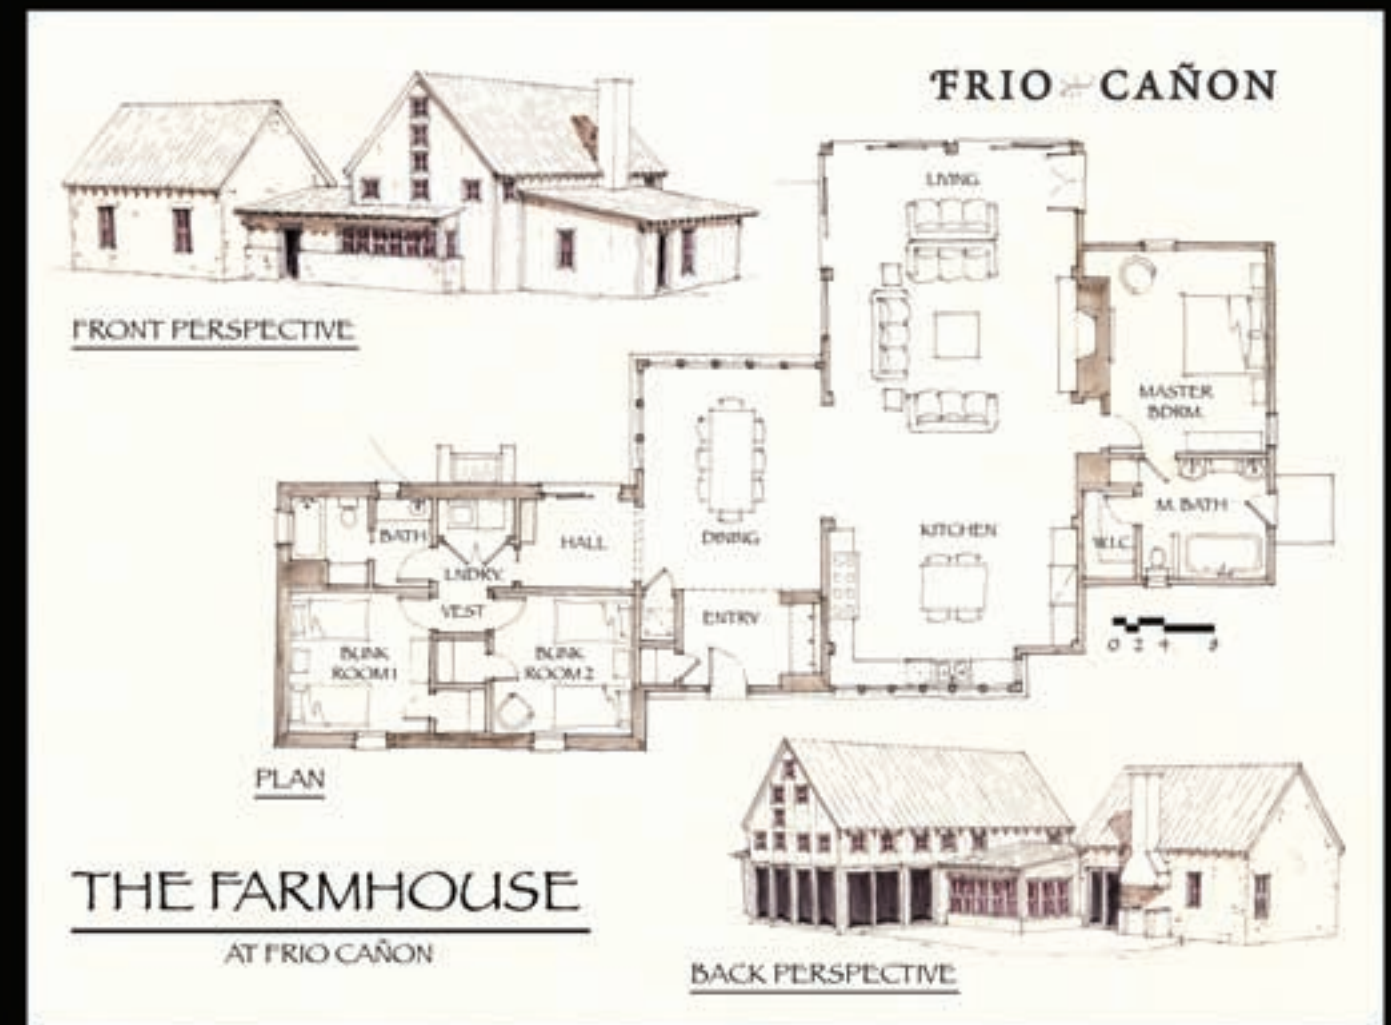 FRIO CAÑON
FRONT PERSPECTIVE
LIVING
MASTER
BDRM.
M. BATH
W.I.C.
KITCHEN
DINING
HALL
BATH
LNDRY.
VEST
ENTRY
BUNK
ROOM 1
BUNK
ROOM 2
0 2 4 8
PLAN
THE FARMHOUSE
AT FRIO CAÑON
BACK PERSPECTIVE